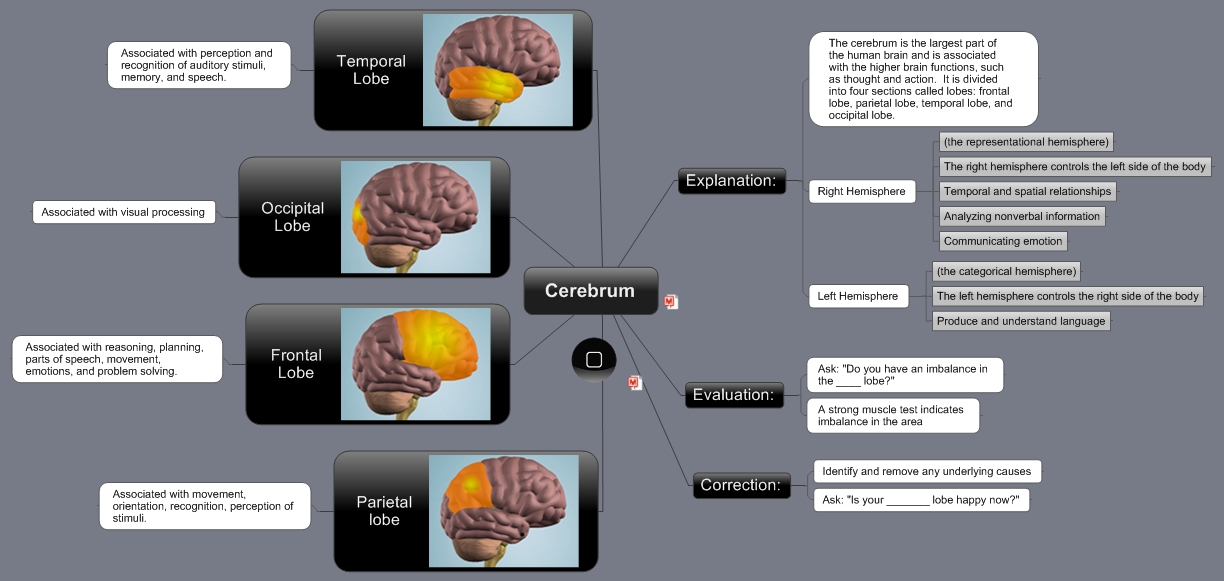 Temporal
Lobe
Associated with perception and
recognition of auditory stimuli,
memory, and speech.
Occipital
Lobe
Associated with visual processing
Frontal
Lobe
Associated with reasoning, planning,
parts of speech, movement,
emotions, and problem solving.
Parietal
lobe
Associated with movement,
orientation, recognition, perception of
stimuli.
Cerebrum
Explanation:
The cerebrum is the largest part of
the human brain and is associated
with the higher brain functions, such
as thought and action. It is divided
into four sections called lobes: frontal
lobe, parietal lobe, temporal lobe, and
occipital lobe.
Right Hemisphere
(the representational hemisphere)
The right hemisphere controls the left side of the body
Temporal and spatial relationships
Analyzing nonverbal information
Communicating emotion
Left Hemisphere
(the categorical hemisphere)
The left hemisphere controls the right side of the body
Produce and understand language
Evaluation:
Ask: "Do you have an imbalance in
the ____ lobe?"
A strong muscle test indicates
imbalance in the area
Correction:
Identify and remove any underlying causes
Ask: "Is your _______ lobe happy now?"